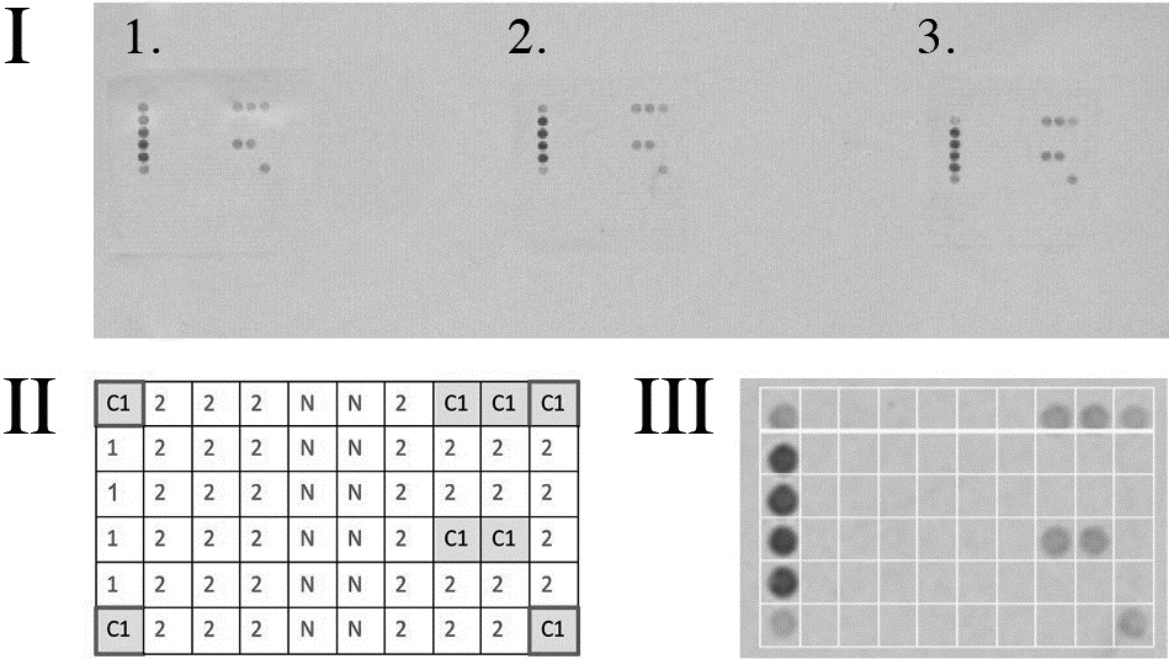 I
1. 2. 3.
II
C1 2 2 2 N N 2 C1 C1 C1
1 2 2 2 N N 2 2 2 2
1 2 2 2 N N 2 2 2 2
1 2 2 2 N N 2 C1 C1 2
1 2 2 2 N N 2 2 2 2
C1 2 2 2 N N 2 2 2 C1
III